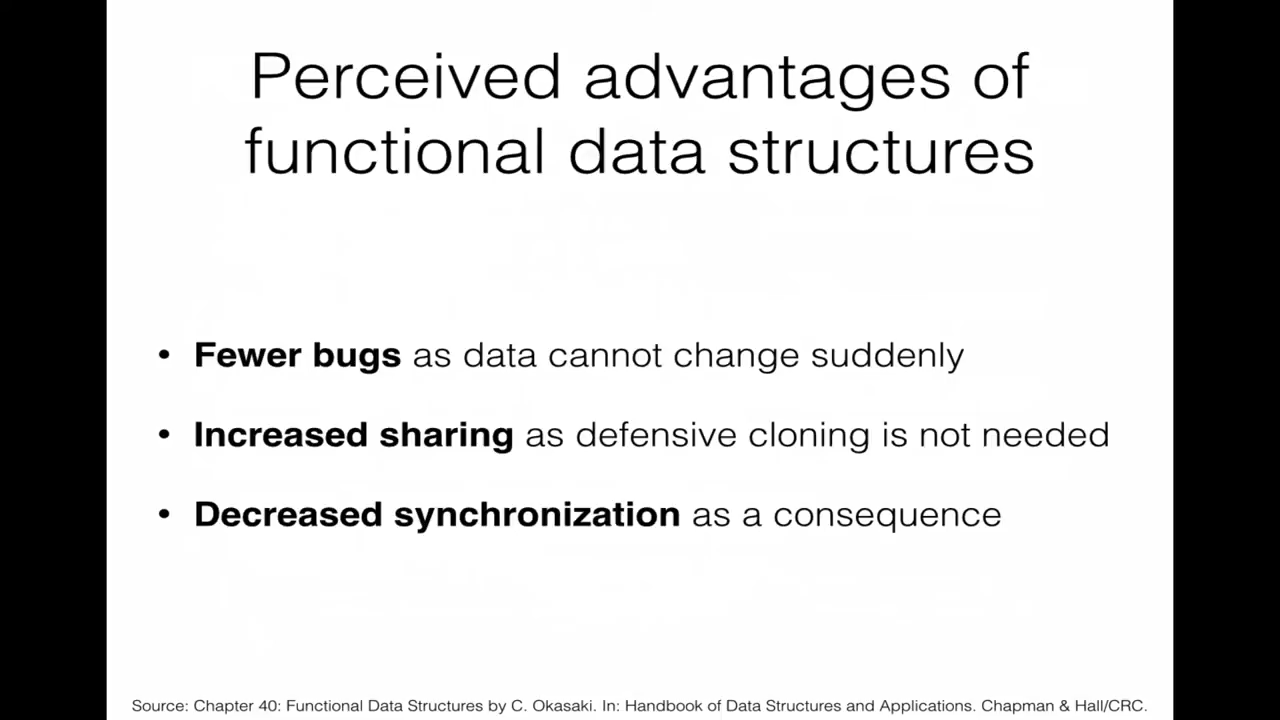 Perceived advantages of
functional data structures
• Fewer bugs as data cannot change suddenly
• Increased sharing as defensive cloning is not needed
• Decreased synchronization as a consequence
Source: Chapter 40: Functional Data Structures by C. Okasaki. In: Handbook of Data Structures and Applications. Chapman & Hall/CRC.